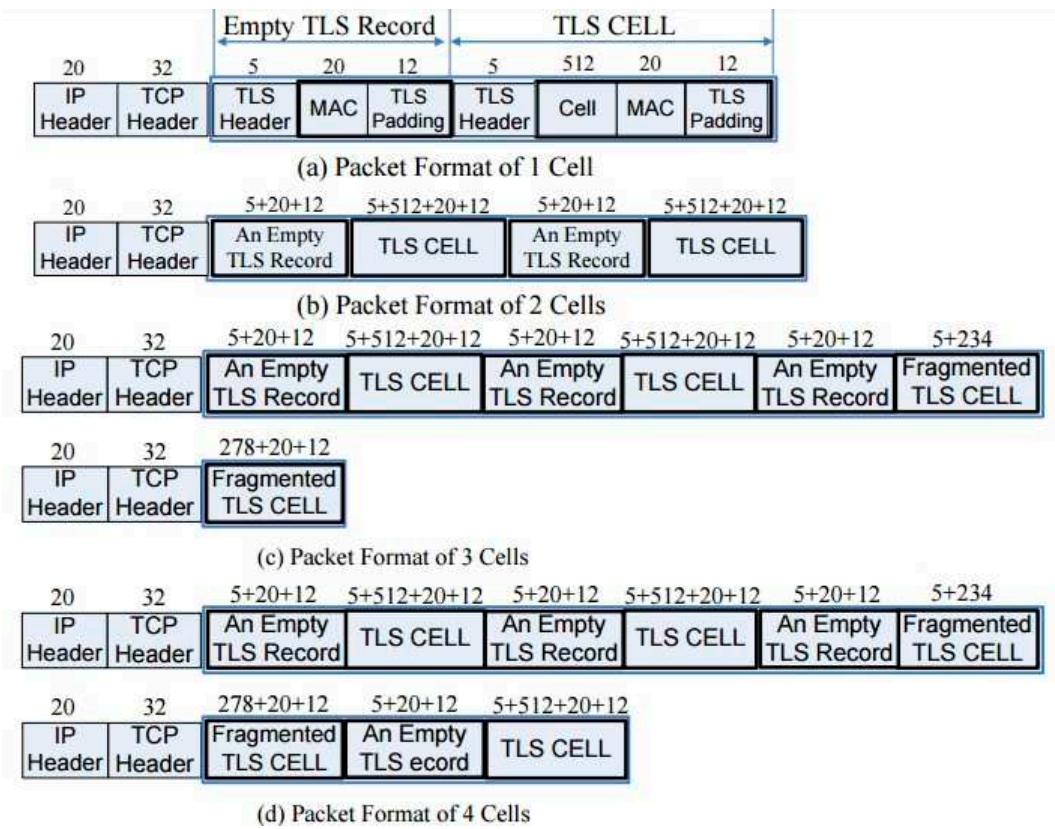 Empty TLS Record TLS CELL
20 32 5 20 12 5 512 20 12
IP Header TCP Header TLS Header MAC TLS Padding TLS Header Cell MAC TLS Padding
(a) Packet Format of 1 Cell
20 32 5+20+12 5+512+20+12 5+20+12 5+512+20+12
IP Header TCP Header An Empty TLS Record TLS CELL An Empty TLS Record TLS CELL
(b) Packet Format of 2 Cells
20 32 5+20+12 5+512+20+12 5+20+12 5+512+20+12 5+20+12 5+234
IP Header TCP Header An Empty TLS Record TLS CELL An Empty TLS Record TLS CELL An Empty TLS Record Fragmented TLS CELL
20 32 278+20+12
IP Header TCP Header Fragmented TLS CELL
(c) Packet Format of 3 Cells
20 32 5+20+12 5+512+20+12 5+20+12 5+512+20+12 5+20+12 5+234
IP Header TCP Header An Empty TLS Record TLS CELL An Empty TLS Record TLS CELL An Empty TLS Record Fragmented TLS CELL
20 32 278+20+12 5+20+12 5+512+20+12
IP Header TCP Header Fragmented TLS CELL An Empty TLS ecord TLS CELL
(d) Packet Format of 4 Cells